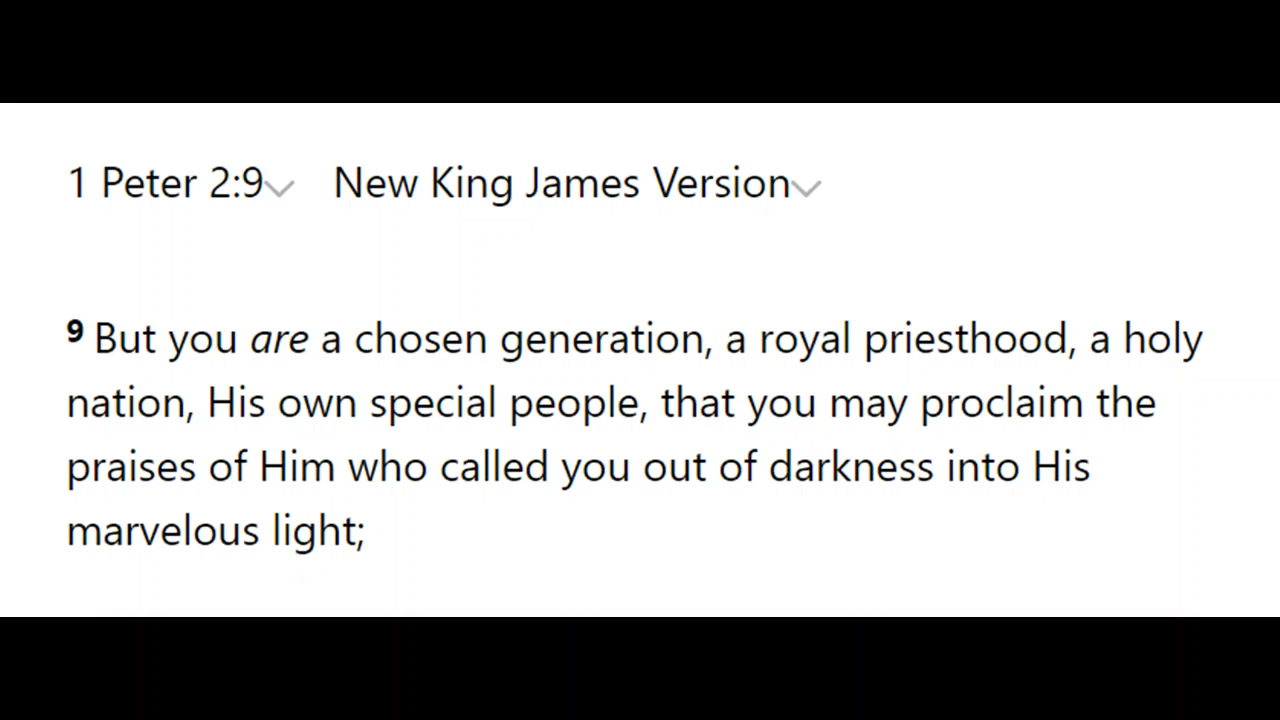 1 Peter 2:9 New King James Version
9 But you are a chosen generation, a royal priesthood, a holy
nation, His own special people, that you may proclaim the
praises of Him who called you out of darkness into His
marvelous light;